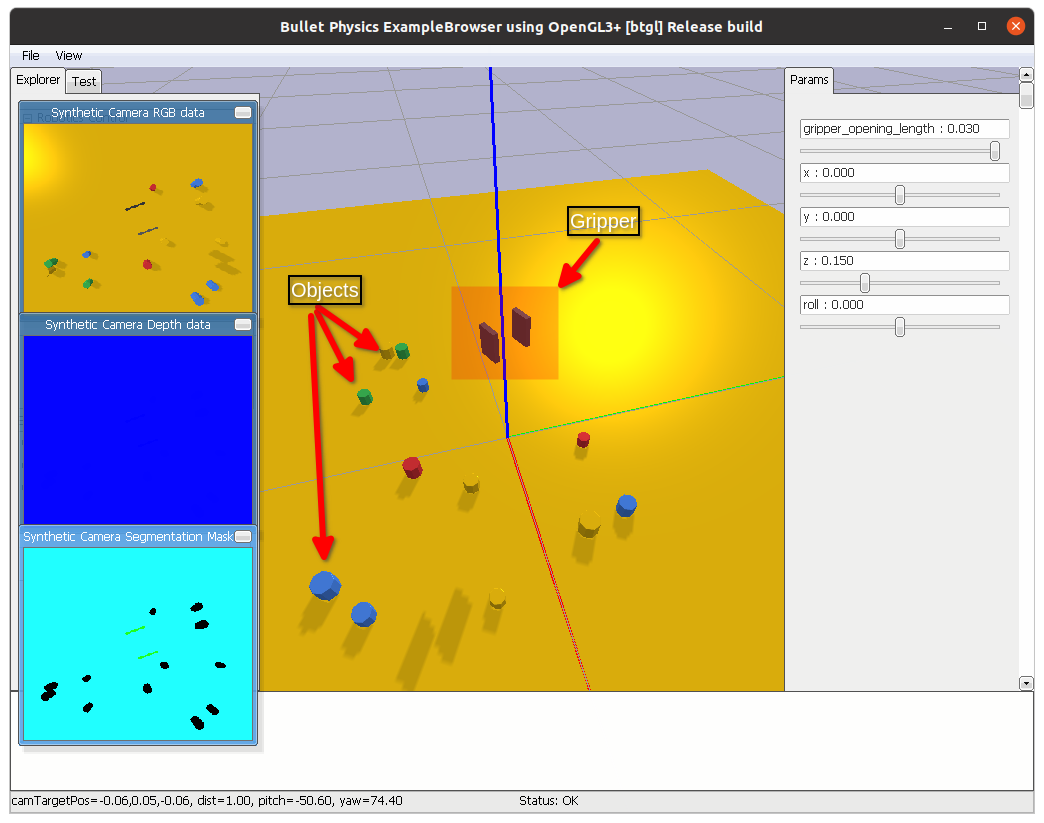 Bullet Physics ExampleBrowser using OpenGL3+ [btgl] Release build
File View
Explorer Test
Params
Synthetic Camera RGB data
gripper_opening_length : 0.030
x : 0.000
y : 0.000
Gripper
z : 0.150
Objects
roll : 0.000
Synthetic Camera Depth data
Synthetic Camera Segmentation Mask
camTargetPos=-0.06,0.05,-0.06, dist=1.00, pitch=-50.60, yaw=74.40
Status: OK